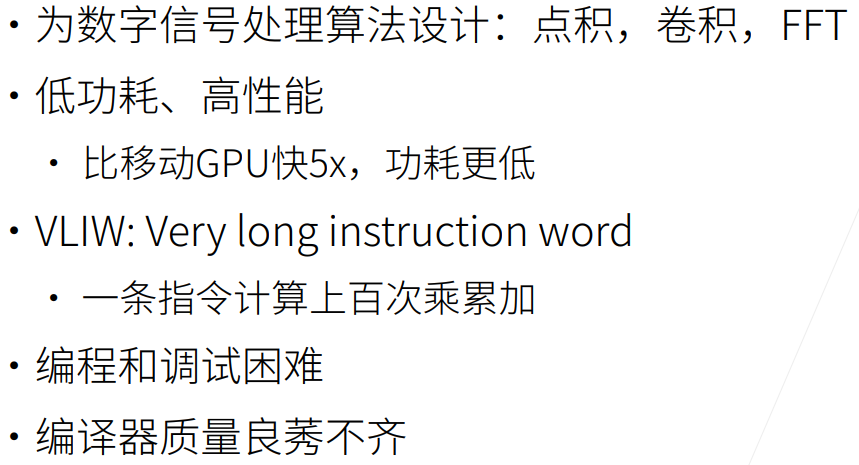 • 为数字信号处理算法设计：点积，卷积，FFT
• 低功耗、高性能
• 比移动GPU快5x，功耗更低
• VLIW: Very long instruction word
• 一条指令计算上百次乘累加
• 编程和调试困难
• 编译器质量良莠不齐